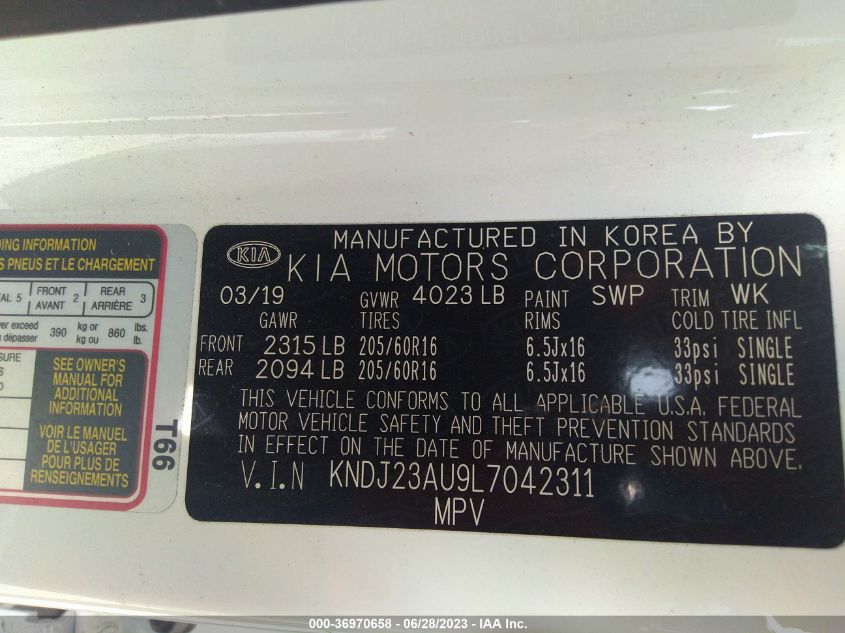 DING INFORMATION
S PNEUS ET LE CHARGEMENT
AL 5 FRONT AVANT 2 REAR ARRIÈRE 3
ver exceed 390 kg or 860 lbs.
dépasser kg ou lb.
SEE OWNER'S
MANUAL FOR
ADDITIONAL
INFORMATION
VOIR LE MANUEL
DE L'USAGER
POUR PLUS DE
RENSEIGNEMENTS
T66
KIA MANUFACTURED IN KOREA BY
KIA MOTORS CORPORATION
03/19 GVWR 4023 LB PAINT SWP TRIM WK
GAWR TIRES RIMS COLD TIRE INFL
FRONT 2315 LB 205/60R16 6.5Jx16 33psi SINGLE
REAR 2094 LB 205/60R16 6.5Jx16 33psi SINGLE
THIS VEHICLE CONFORMS TO ALL APPLICABLE U.S.A. FEDERAL
MOTOR VEHICLE SAFETY AND THEFT PREVENTION STANDARDS
IN EFFECT ON THE DATE OF MANUFACTURE SHOWN ABOVE.
V.I.N KNDJ23AU9L7042311
MPV
000-36970658 - 06/28/2023 - IAA Inc.